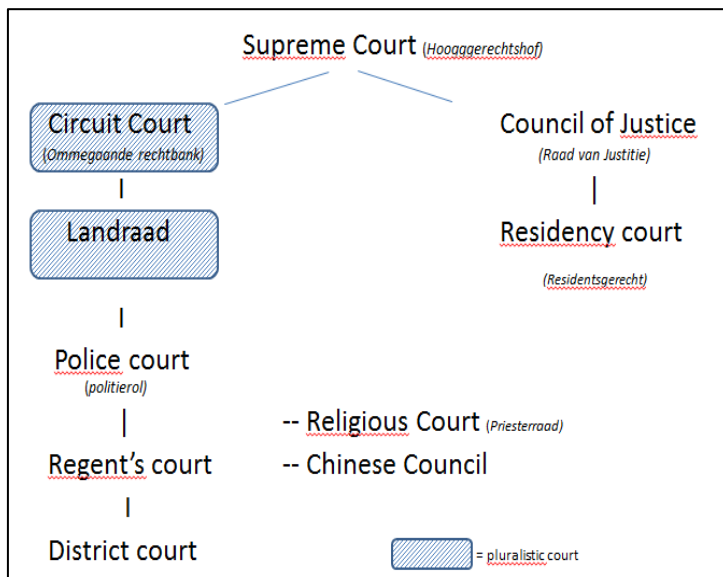 Supreme Court (Hoogggerechtshof)
Circuit Court
(Ommegaande rechtbank)
Council of Justice
(Raad van Justitie)
Landraad
Residency court
(Residentsgerecht)
Police court
(politierol)
-- Religious Court (Priesterraad)
Regent's court
-- Chinese Council
District court
= pluralistic court